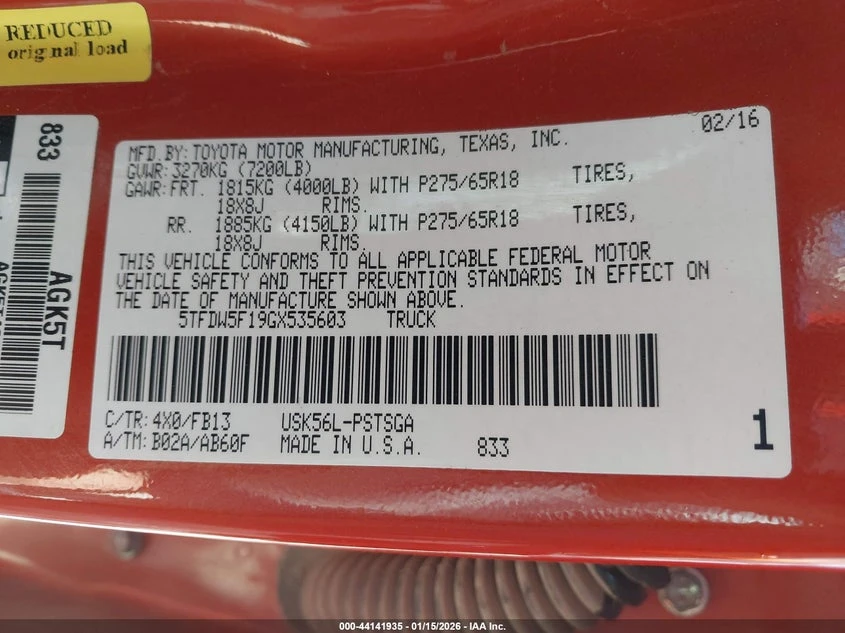 REDUCED
original load
833
AGK5T
02/16
MFD.BY:TOYOTA MOTOR MANUFACTURING, TEXAS, INC.
GVWR:3270KG (7200LB)
GAWR:FRT. 1815KG (4000LB) WITH P275/65R18 TIRES,
18X8J RIMS.
RR. 1885KG (4150LB) WITH P275/65R18 TIRES,
18X8J RIMS.
THIS VEHICLE CONFORMS TO ALL APPLICABLE FEDERAL MOTOR
VEHICLE SAFETY AND THEFT PREVENTION STANDARDS IN EFFECT ON
THE DATE OF MANUFACTURE SHOWN ABOVE.
5TFDW5F19GX535603 TRUCK
C/TR:4X0/FB13 USK56L-PSTSGA
A/TM:B02A/AB60F MADE IN U.S.A. 833
1
000-44141935 - 01/15/2026 - IAA Inc.